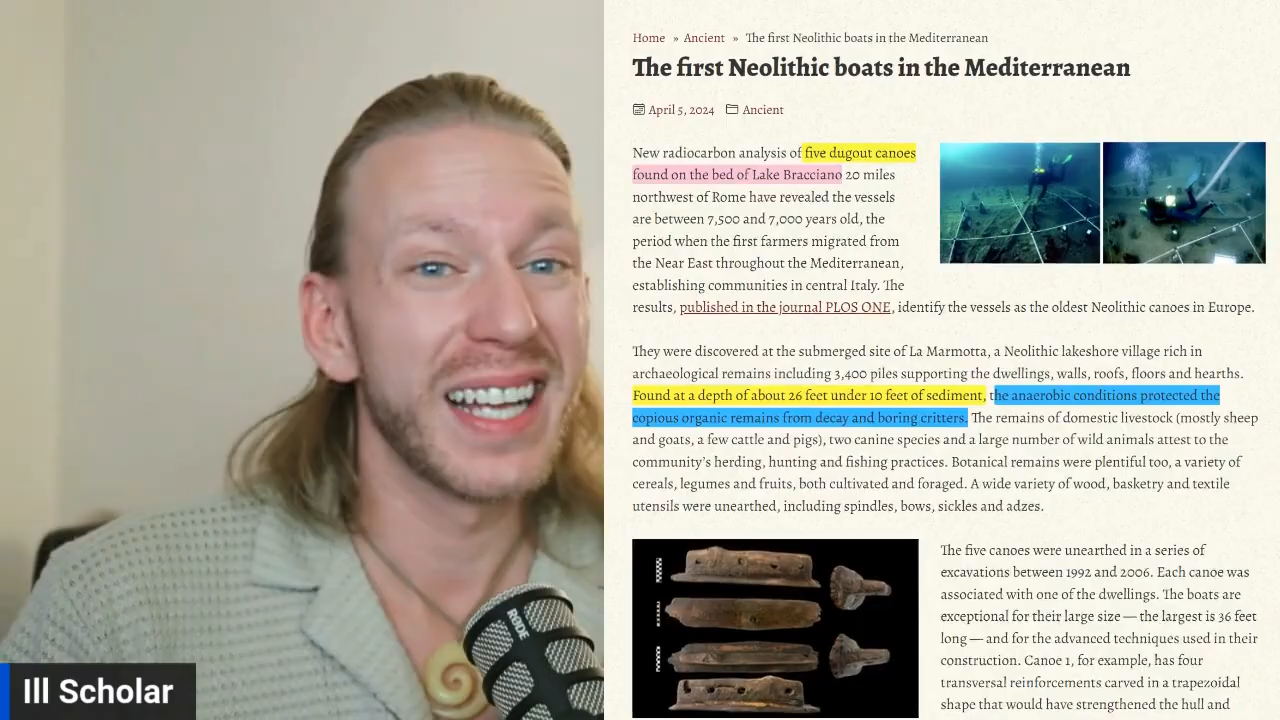 Home » Ancient » The first Neolithic boats in the Mediterranean
The first Neolithic boats in the Mediterranean
April 5, 2024 Ancient
New radiocarbon analysis of five dugout canoes
found on the bed of Lake Bracciano 20 miles
northwest of Rome have revealed the vessels
are between 7,500 and 7,000 years old, the
period when the first farmers migrated from
the Near East throughout the Mediterranean,
establishing communities in central Italy. The
results, published in the journal PLOS ONE, identify the vessels as the oldest Neolithic canoes in Europe.
They were discovered at the submerged site of La Marmotta, a Neolithic lakeshore village rich in
archaeological remains including 3,400 piles supporting the dwellings, walls, roofs, floors and hearths.
Found at a depth of about 26 feet under 10 feet of sediment, the anaerobic conditions protected the
copious organic remains from decay and boring critters. The remains of domestic livestock (mostly sheep
and goats, a few cattle and pigs), two canine species and a large number of wild animals attest to the
community's herding, hunting and fishing practices. Botanical remains were plentiful too, a variety of
cereals, legumes and fruits, both cultivated and foraged. A wide variety of wood, basketry and textile
utensils were unearthed, including spindles, bows, sickles and adzes.
The five canoes were unearthed in a series of
excavations between 1992 and 2006. Each canoe was
associated with one of the dwellings. The boats are
exceptional for their large size — the largest is 36 feet
long — and for the advanced techniques used in their
construction. Canoe 1, for example, has four
transversal reinforcements carved in a trapezoidal
shape that would have strengthened the hull and
RØDE
Ill Scholar